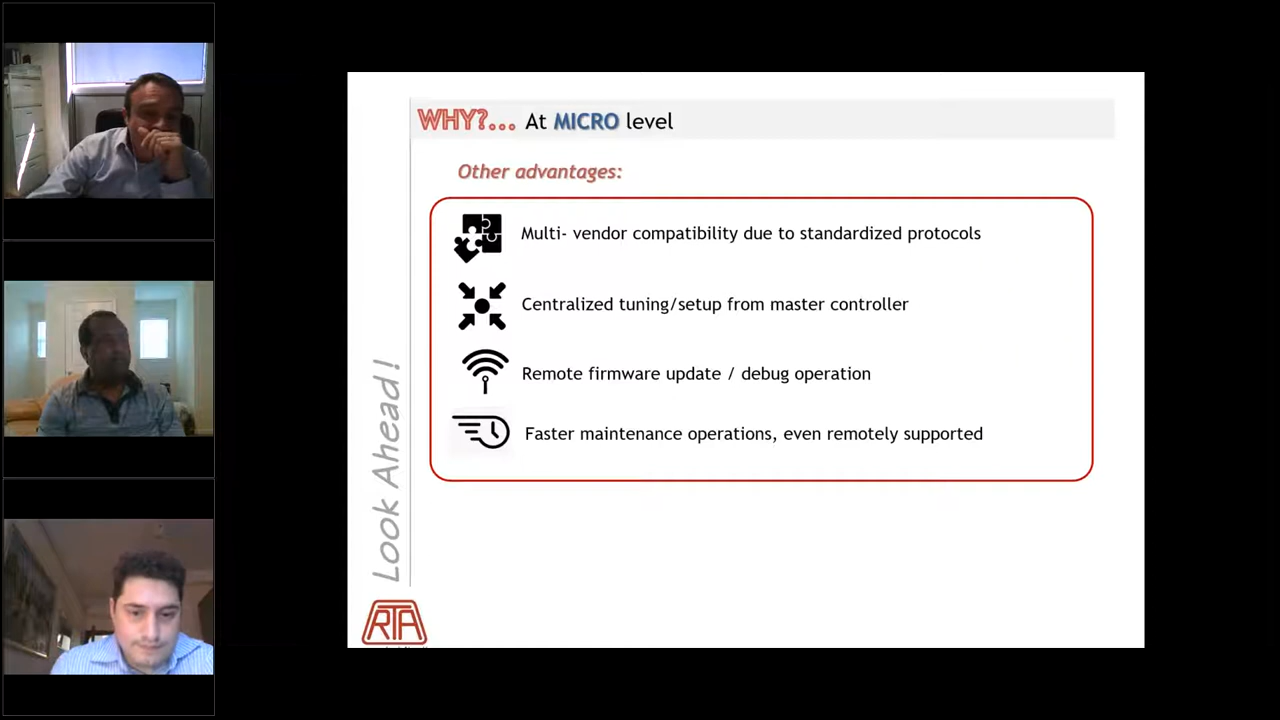 WHY?... At MICRO level
Other advantages:
Multi- vendor compatibility due to standardized protocols
Centralized tuning/setup from master controller
Remote firmware update / debug operation
Faster maintenance operations, even remotely supported
Look Ahead!
RTA